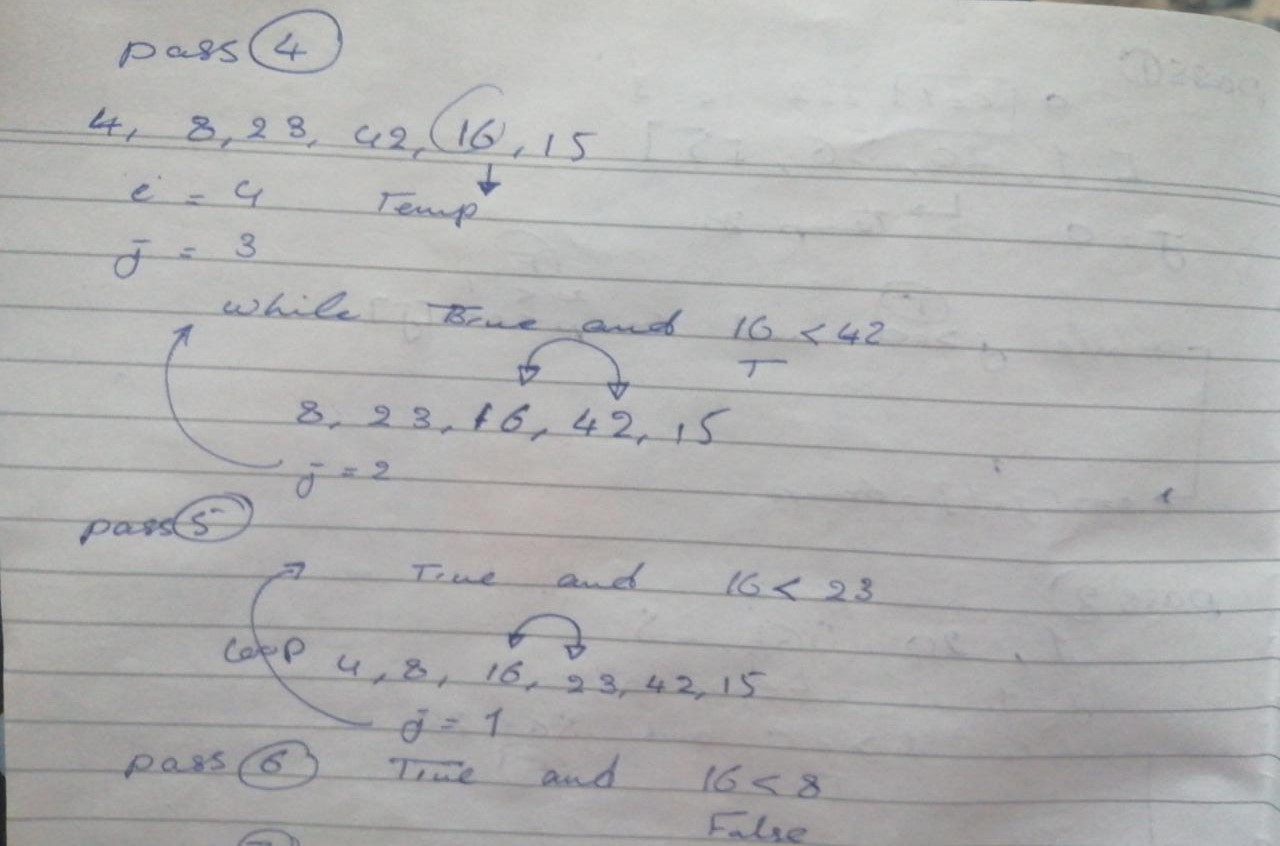 pass 4
4, 8, 23, 42, 16, 15
i = 4 Temp
j = 3
while True and 16 < 42
T
8, 23, 16, 42, 15
j = 2
pass 5
True and 16 < 23
loop 4, 8, 16, 23, 42, 15
j = 1
pass 6 True and 16 < 8
False